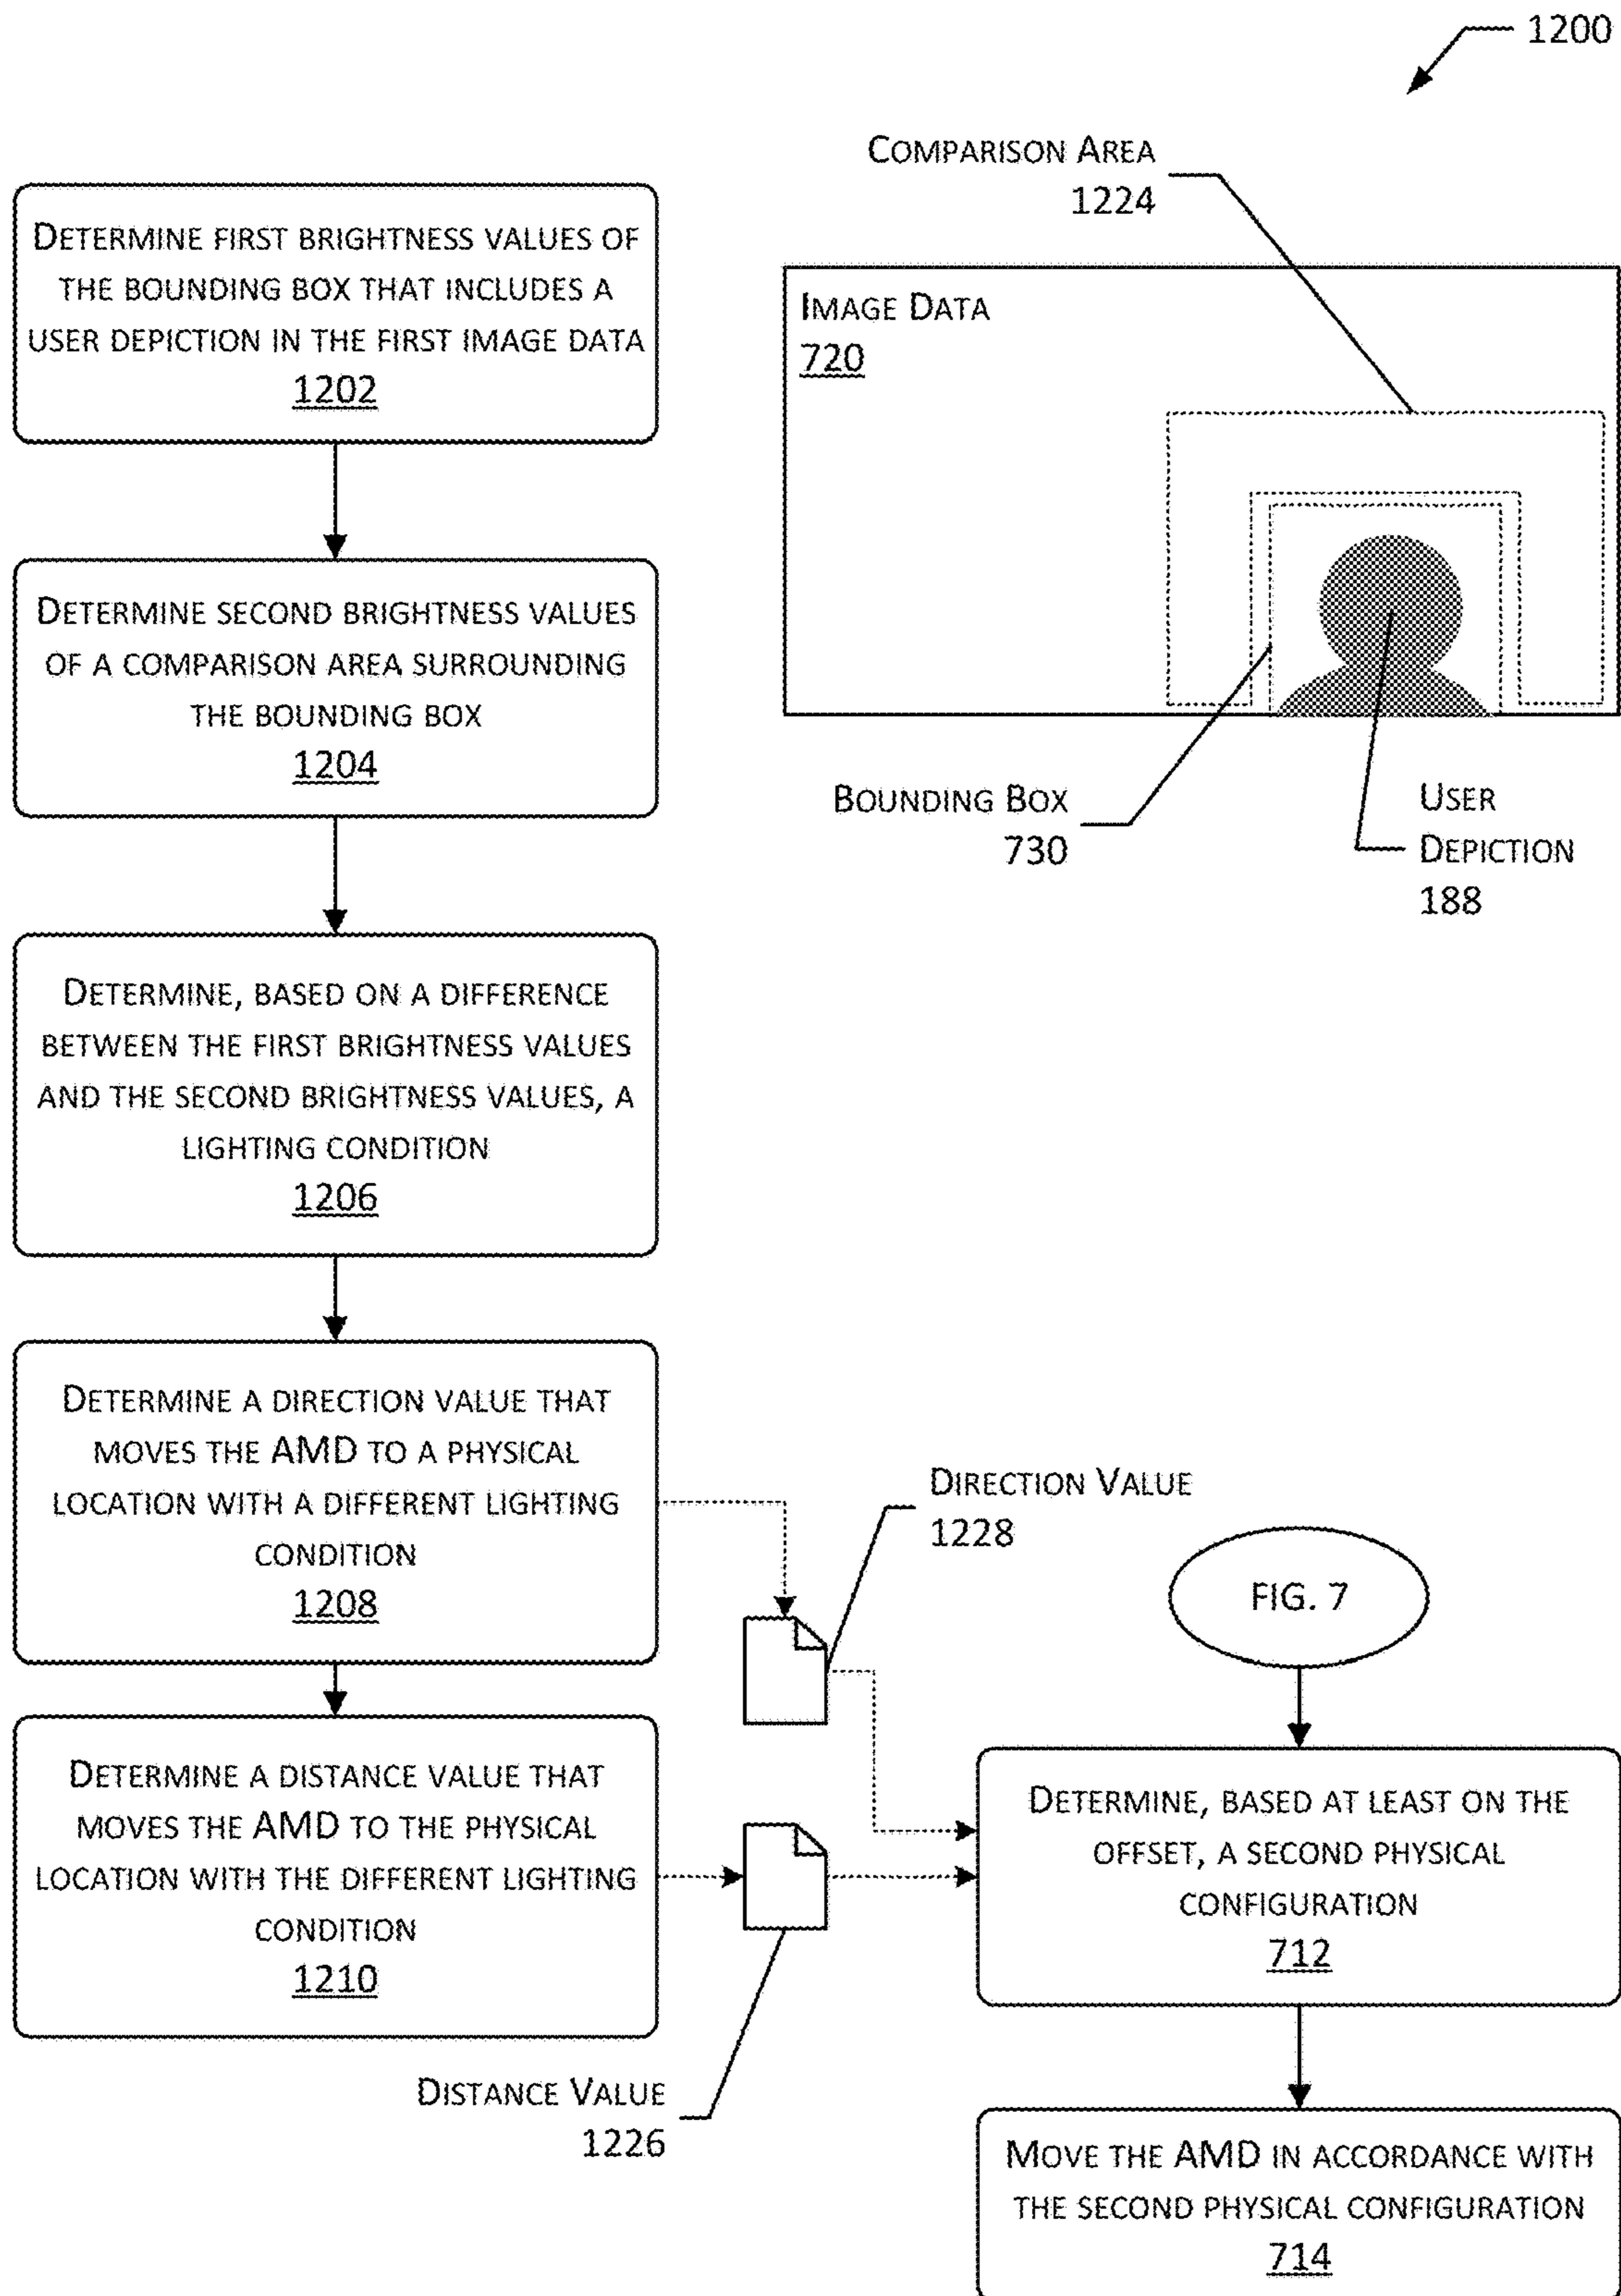 1200
DETERMINE FIRST BRIGHTNESS VALUES OF
THE BOUNDING BOX THAT INCLUDES A
USER DEPICTION IN THE FIRST IMAGE DATA
1202
DETERMINE SECOND BRIGHTNESS VALUES
OF A COMPARISON AREA SURROUNDING
THE BOUNDING BOX
1204
DETERMINE, BASED ON A DIFFERENCE
BETWEEN THE FIRST BRIGHTNESS VALUES
AND THE SECOND BRIGHTNESS VALUES, A
LIGHTING CONDITION
1206
DETERMINE A DIRECTION VALUE THAT
MOVES THE AMD TO A PHYSICAL
LOCATION WITH A DIFFERENT LIGHTING
CONDITION
1208
DETERMINE A DISTANCE VALUE THAT
MOVES THE AMD TO THE PHYSICAL
LOCATION WITH THE DIFFERENT LIGHTING
CONDITION
1210
COMPARISON AREA
1224
IMAGE DATA
720
BOUNDING BOX
730
USER
DEPICTION
188
DIRECTION VALUE
1228
DISTANCE VALUE
1226
FIG. 7
DETERMINE, BASED AT LEAST ON THE
OFFSET, A SECOND PHYSICAL
CONFIGURATION
712
MOVE THE AMD IN ACCORDANCE WITH
THE SECOND PHYSICAL CONFIGURATION
714